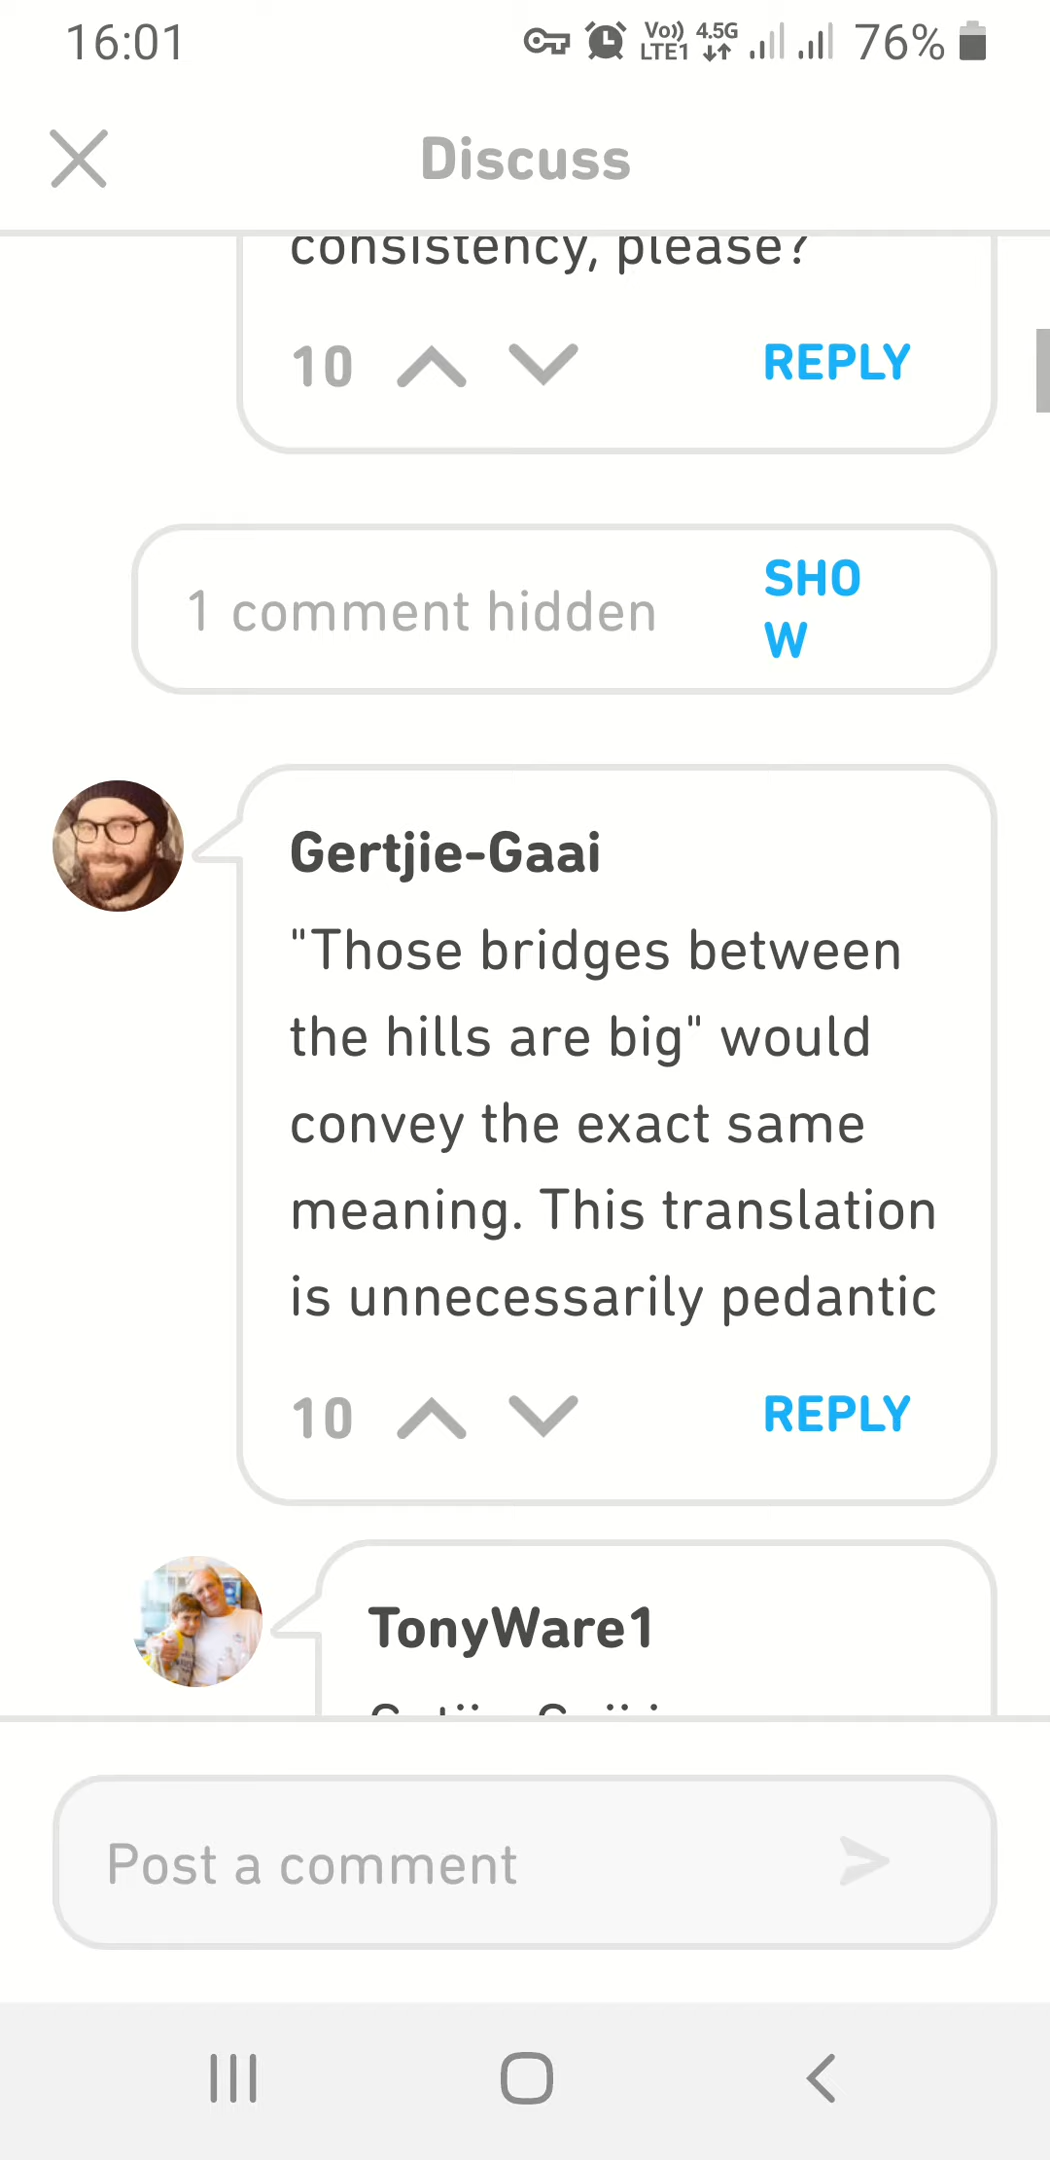 16:01
Vo)) 4.5G
LTE1
76%
Discuss
consistency, please?
10
REPLY
1 comment hidden
SHO
W
Gertjie-Gaai
"Those bridges between
the hills are big" would
convey the exact same
meaning. This translation
is unnecessarily pedantic
10
REPLY
TonyWare1
Post a comment